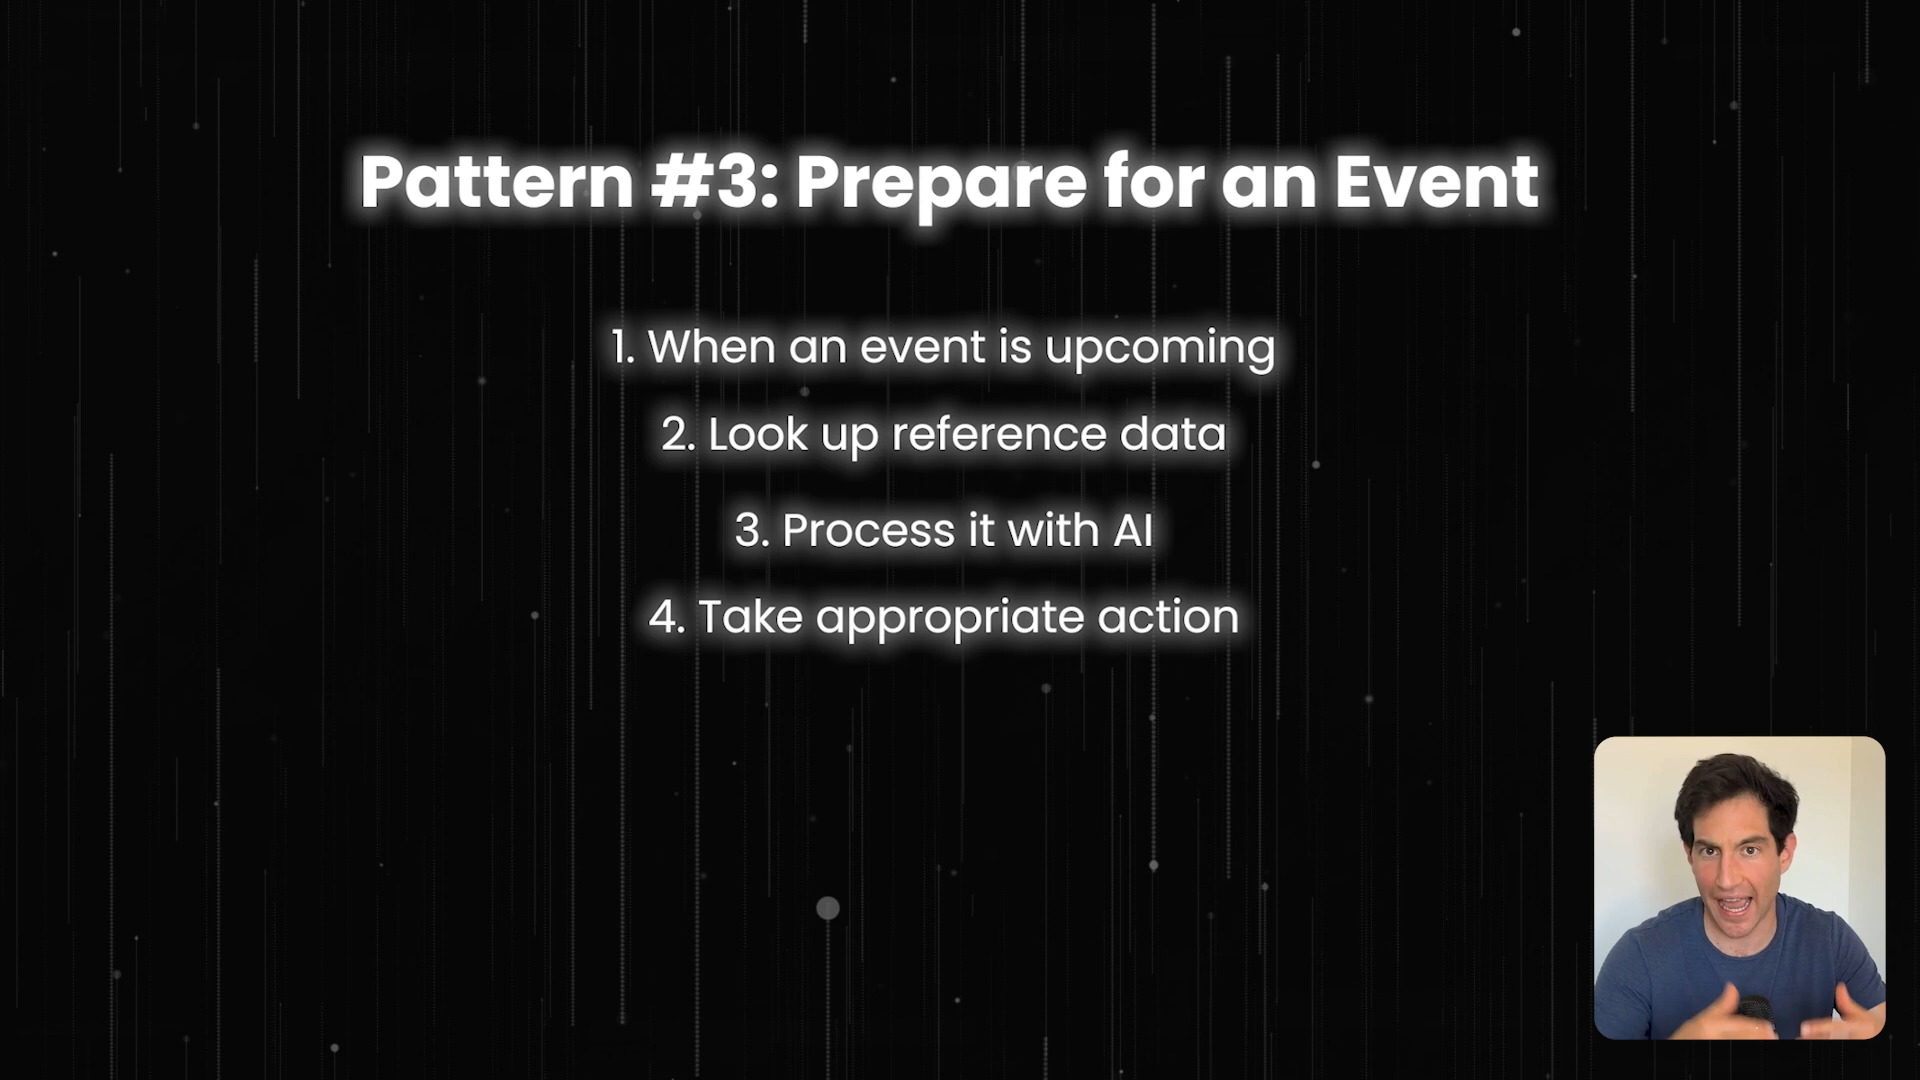 Pattern #3: Prepare for an Event
1. When an event is upcoming
2. Look up reference data
3. Process it with AI
4. Take appropriate action